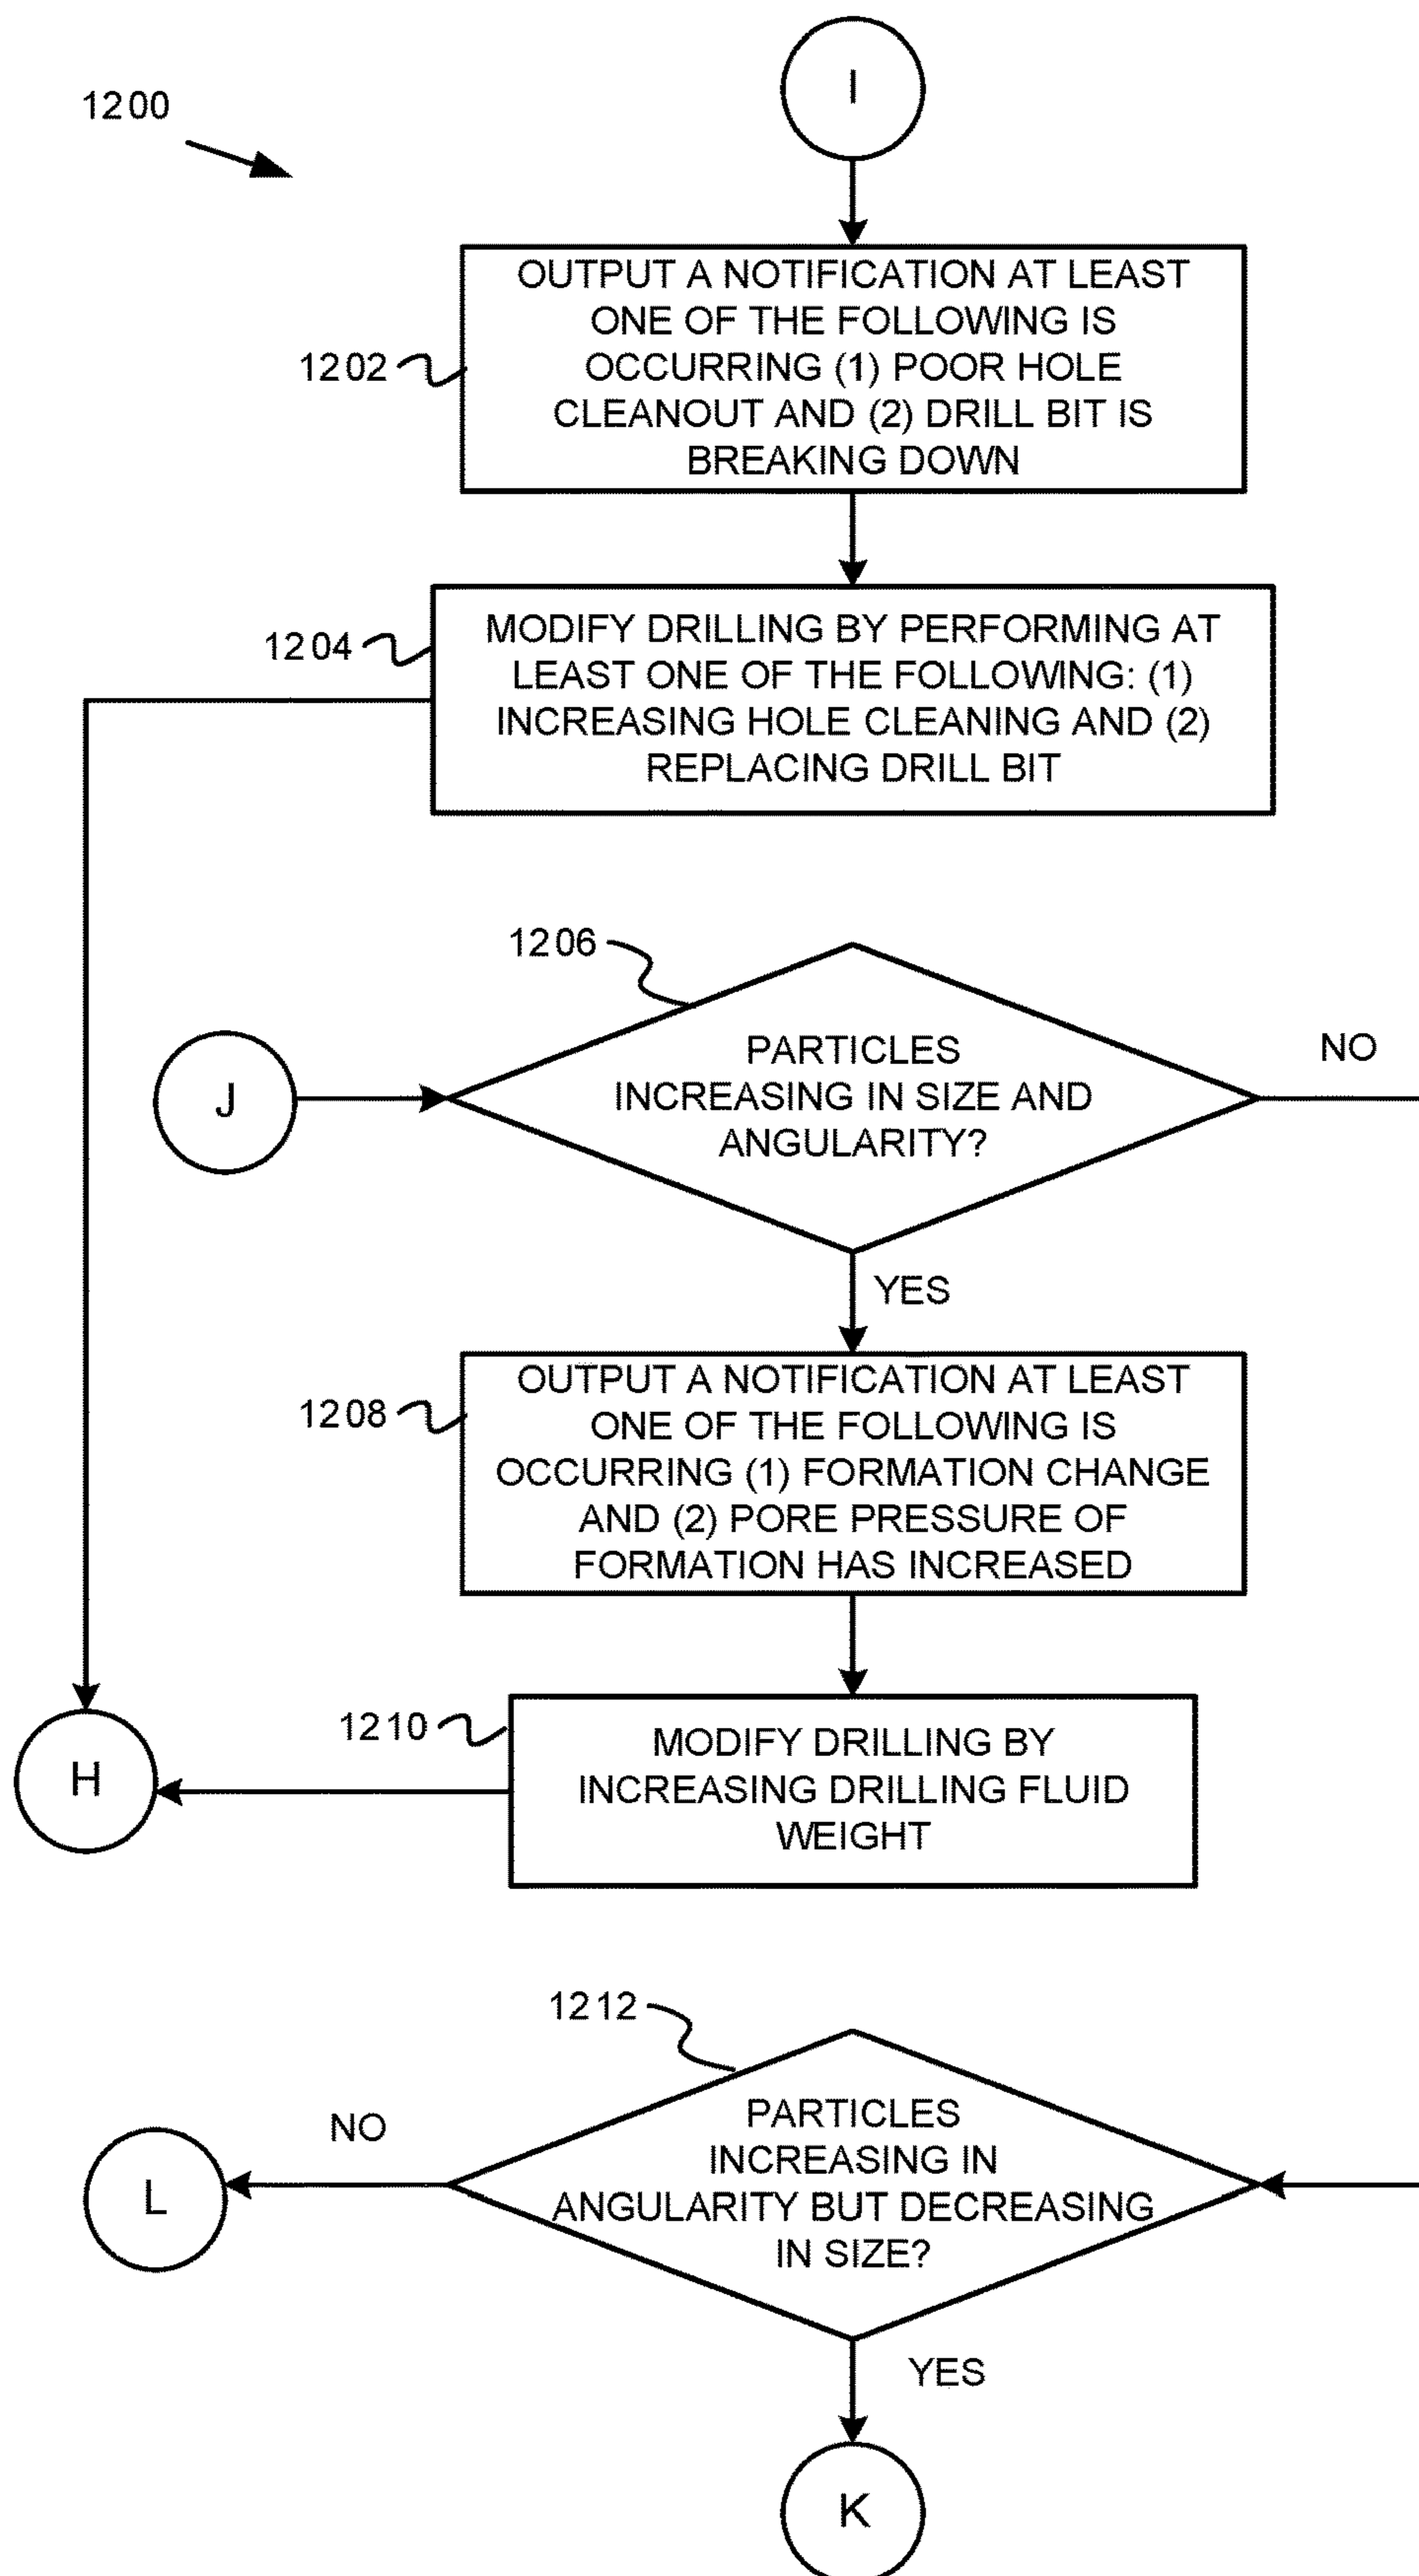 I
1200
OUTPUT A NOTIFICATION AT LEAST
ONE OF THE FOLLOWING IS
OCCURRING (1) POOR HOLE
CLEANOUT AND (2) DRILL BIT IS
BREAKING DOWN
1202
MODIFY DRILLING BY PERFORMING AT
LEAST ONE OF THE FOLLOWING: (1)
INCREASING HOLE CLEANING AND (2)
REPLACING DRILL BIT
1204
1206
J
PARTICLES
INCREASING IN SIZE AND
ANGULARITY?
NO
YES
OUTPUT A NOTIFICATION AT LEAST
ONE OF THE FOLLOWING IS
OCCURRING (1) FORMATION CHANGE
AND (2) PORE PRESSURE OF
FORMATION HAS INCREASED
1208
1210
MODIFY DRILLING BY
INCREASING DRILLING FLUID
WEIGHT
H
1212
PARTICLES
INCREASING IN
ANGULARITY BUT DECREASING
IN SIZE?
NO
L
YES
K